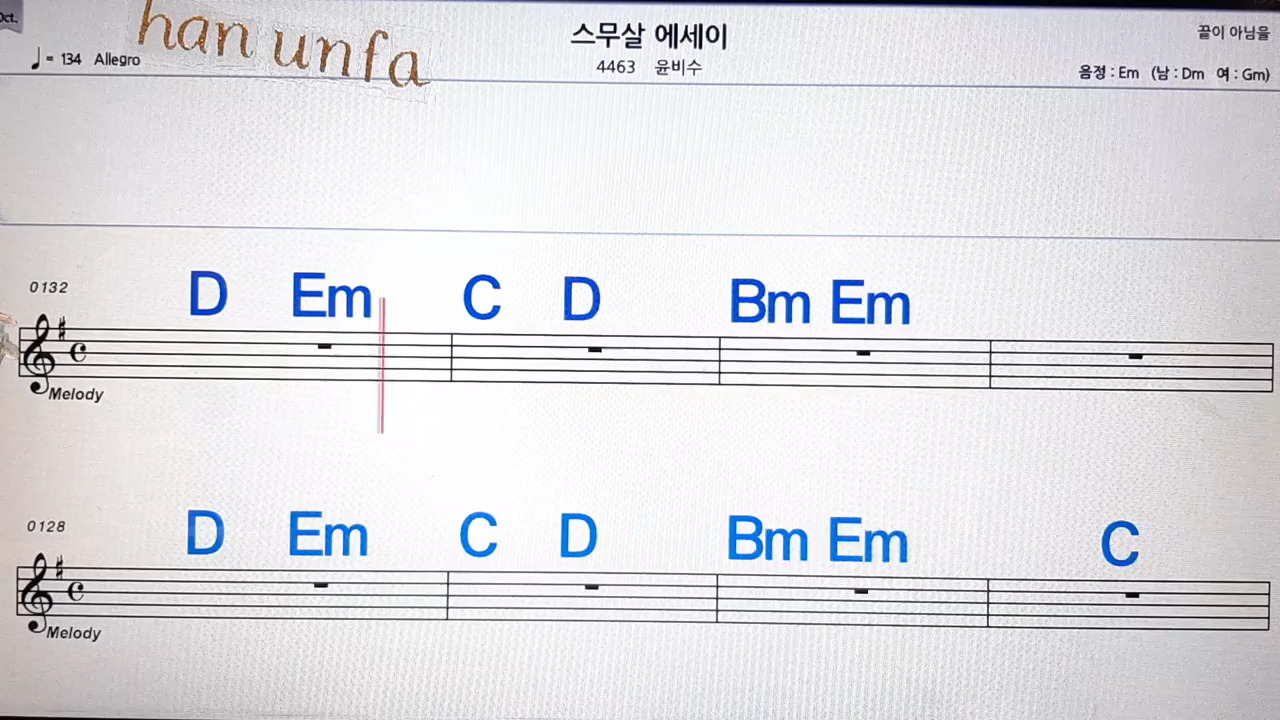 Oct.
han unfa
스무살 에세이
끝이 아님을
♩= 134 Allegro
4463 윤비수
음정 : Em (남 : Dm 여 : Gm)
0132
D Em C D Bm Em
Melody
0128
D Em C D Bm Em C
Melody